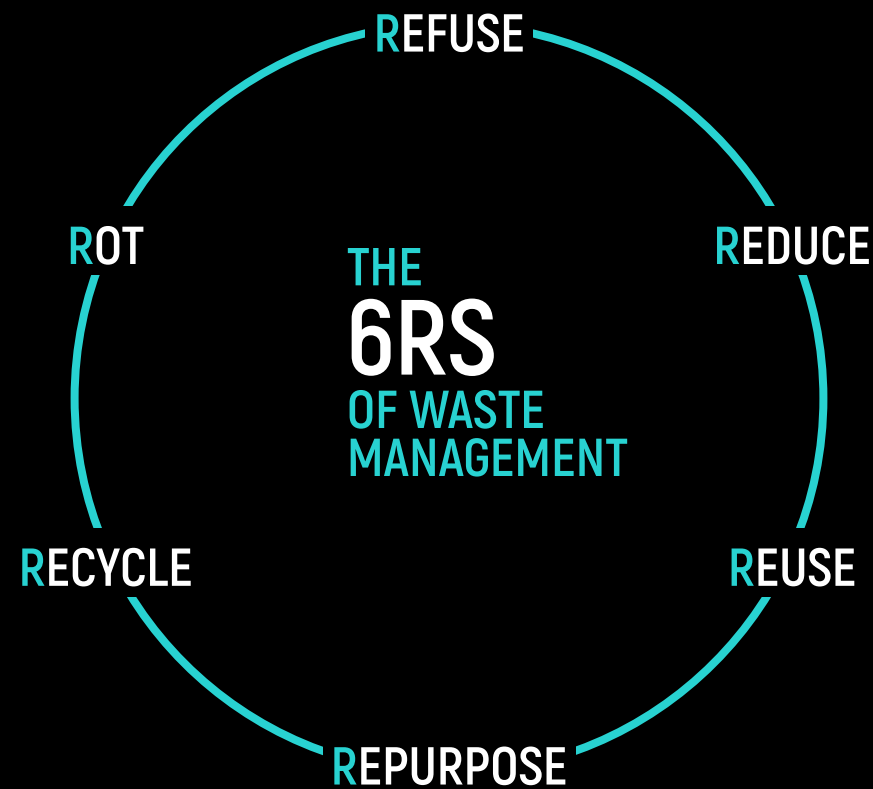 REFUSE
ROT
REDUCE
THE
6RS
OF WASTE
MANAGEMENT
RECYCLE
REUSE
REPURPOSE